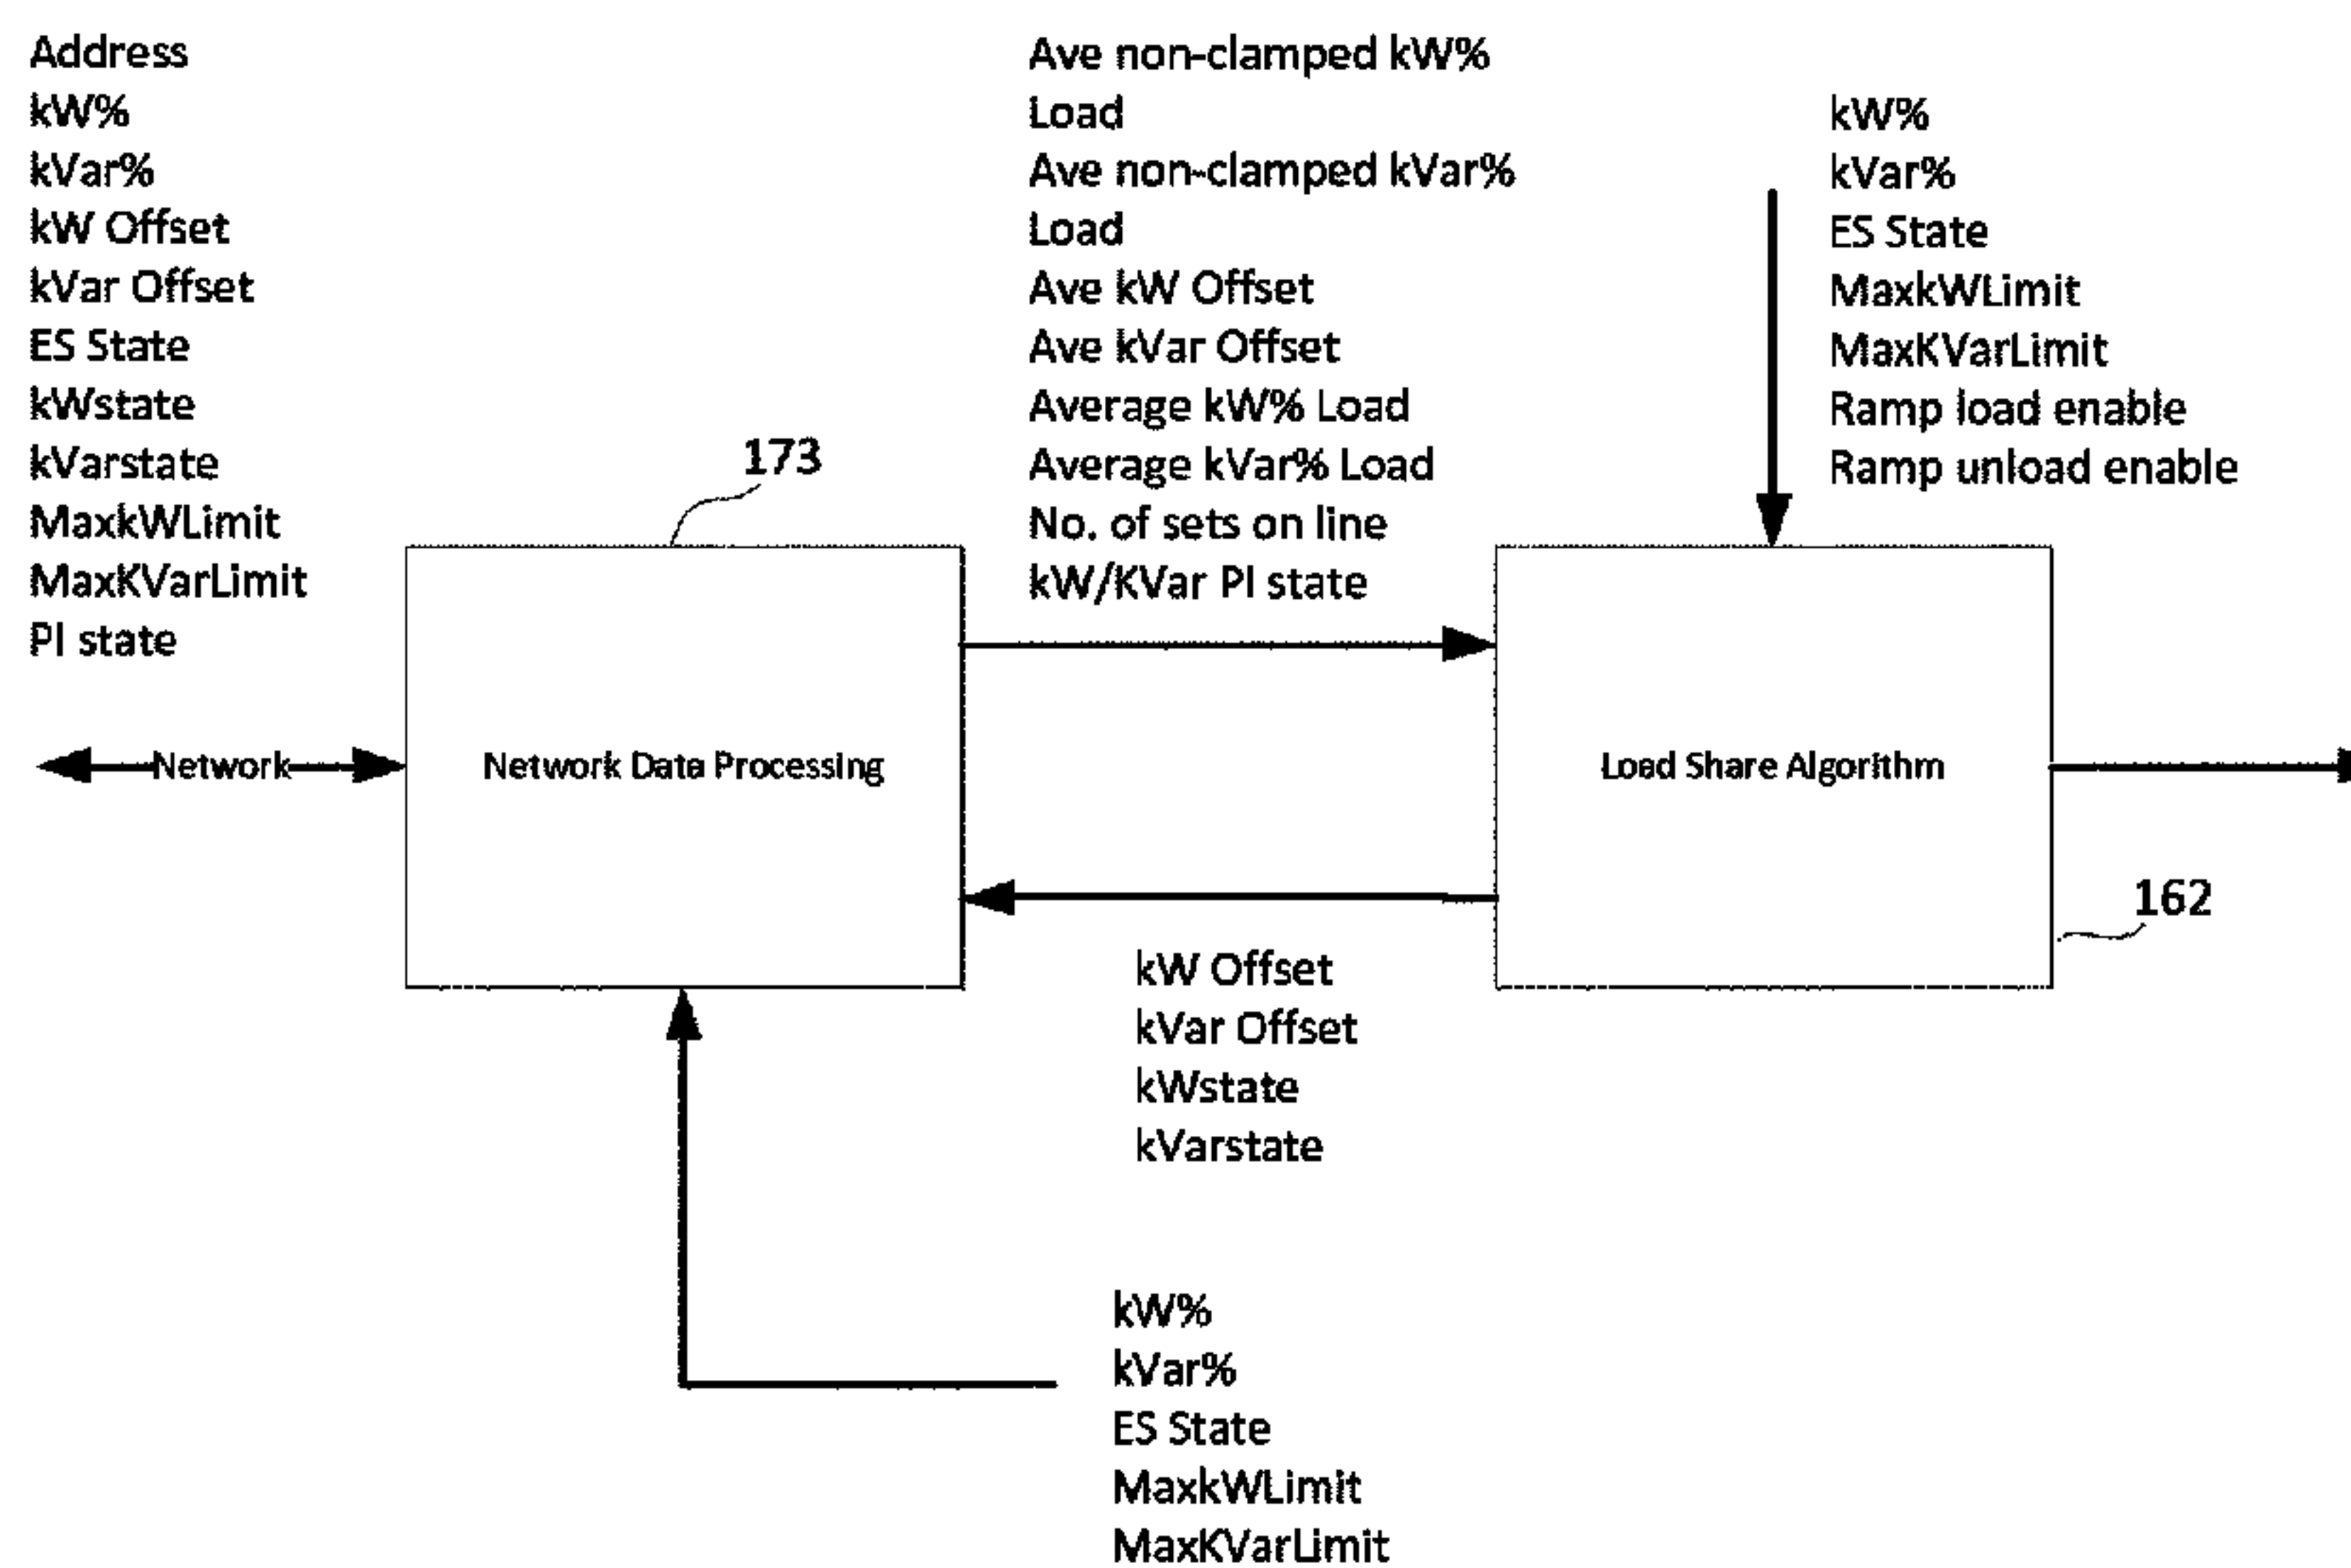 Address
kW%
kVar%
kW Offset
kVar Offset
ES State
kWstate
kVarstate
MaxkWLimit
MaxKVarLimit
PI state
Ave non-clamped kW%
Load
Ave non-clamped kVar%
Load
Ave kW Offset
Ave kVar Offset
Average kW% Load
Average kVar% Load
No. of sets on line
kW/KVar PI state
kW%
kVar%
ES State
MaxkWLimit
MaxKVarLimit
Ramp load enable
Ramp unload enable
173
Network
Network Data Processing
Load Share Algorithm
162
kW Offset
kVar Offset
kWstate
kVarstate
kW%
kVar%
ES State
MaxkWLimit
MaxKVarLimit